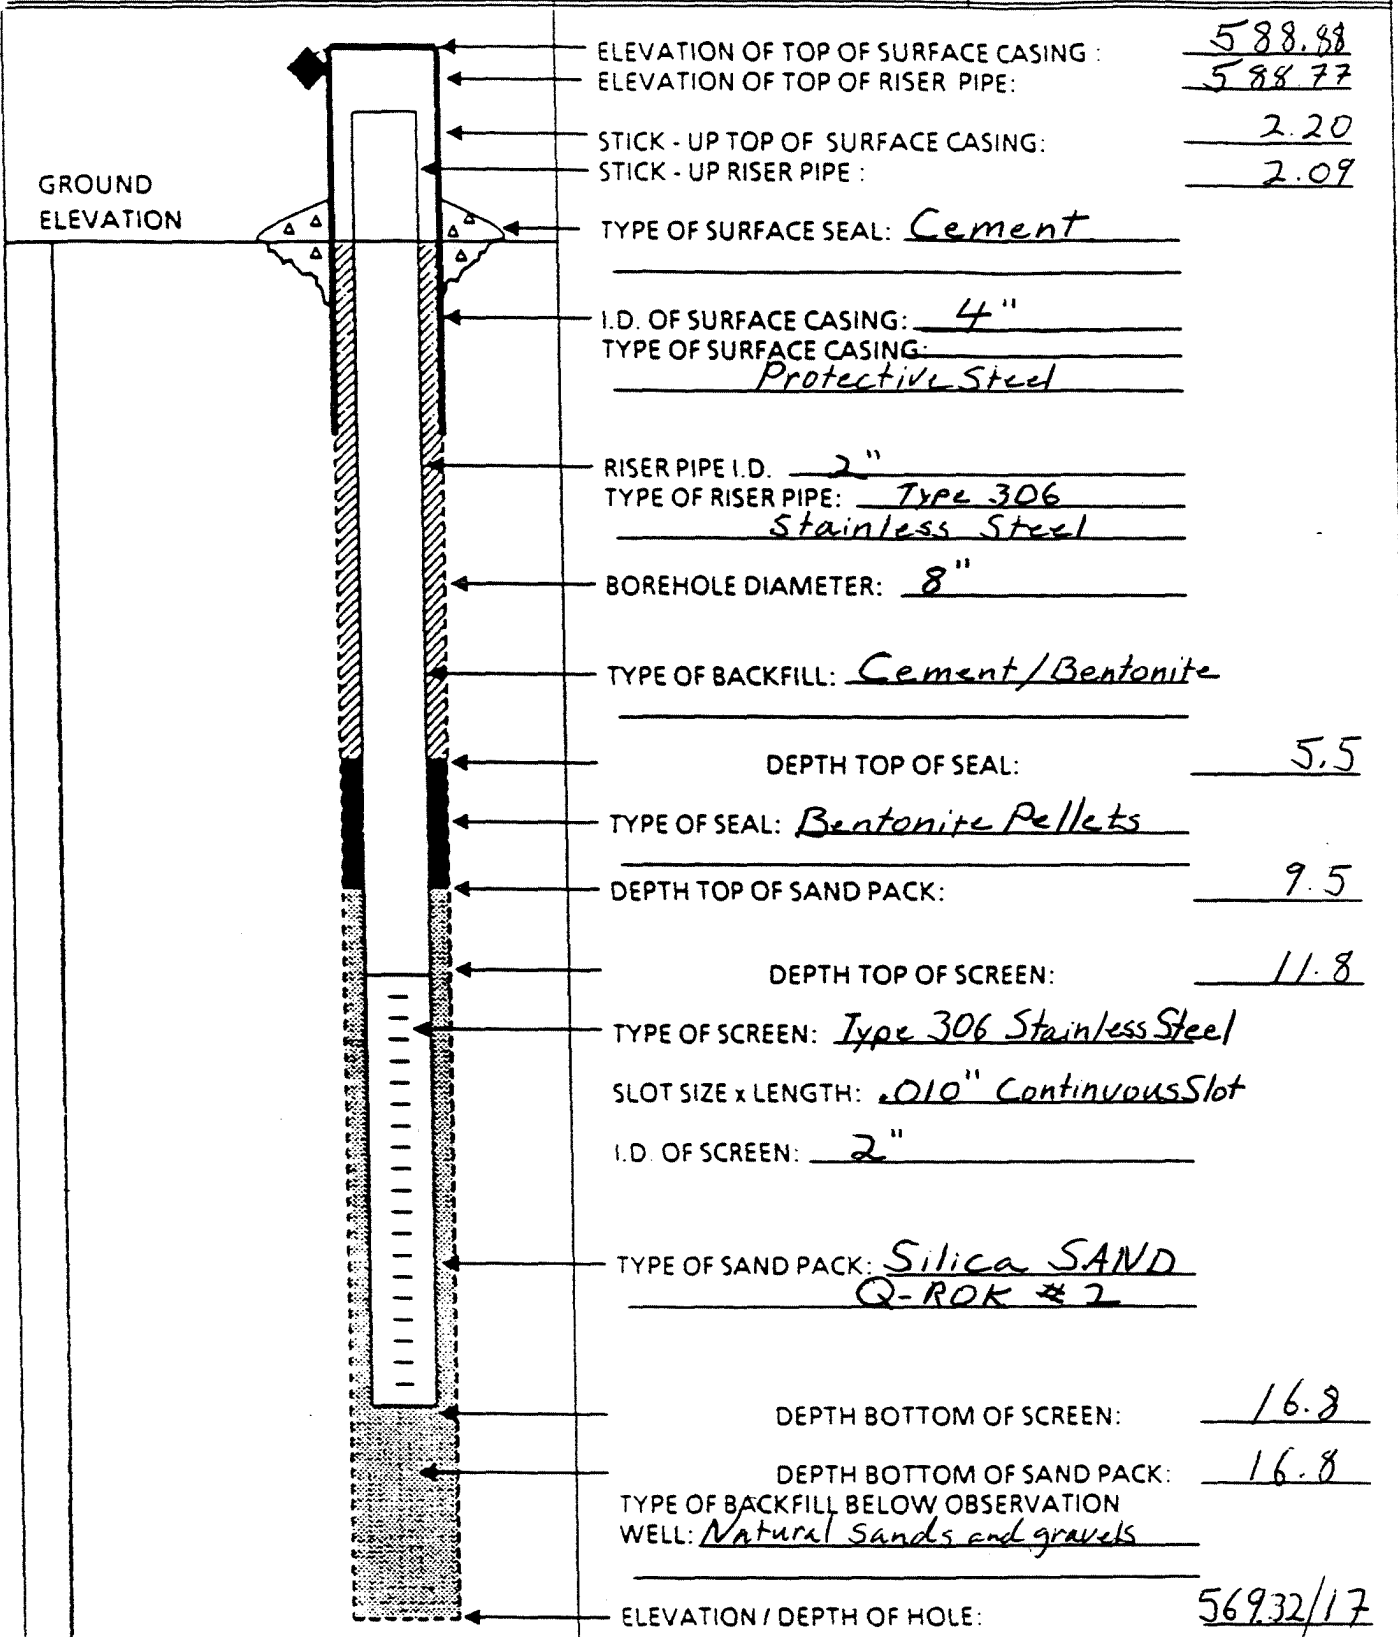 ELEVATION OF TOP OF SURFACE CASING : 588.88
ELEVATION OF TOP OF RISER PIPE: 588.77
STICK - UP TOP OF SURFACE CASING: 2.20
STICK - UP RISER PIPE : 2.09
GROUND
ELEVATION
TYPE OF SURFACE SEAL: Cement
I.D. OF SURFACE CASING: 4"
TYPE OF SURFACE CASING:
Protective Steel
RISER PIPE I.D. 2"
TYPE OF RISER PIPE: Type 306
Stainless Steel
BOREHOLE DIAMETER: 8"
TYPE OF BACKFILL: Cement/Bentonite
DEPTH TOP OF SEAL: 5.5
TYPE OF SEAL: Bentonite Pellets
DEPTH TOP OF SAND PACK: 9.5
DEPTH TOP OF SCREEN: 11.8
TYPE OF SCREEN: Type 306 Stainless Steel
SLOT SIZE x LENGTH: .010" Continuous Slot
I.D. OF SCREEN: 2"
TYPE OF SAND PACK: Silica SAND
Q-ROK # 2
DEPTH BOTTOM OF SCREEN: 16.8
DEPTH BOTTOM OF SAND PACK: 16.8
TYPE OF BACKFILL BELOW OBSERVATION
WELL: Natural Sands and gravels
ELEVATION / DEPTH OF HOLE: 569.32/17